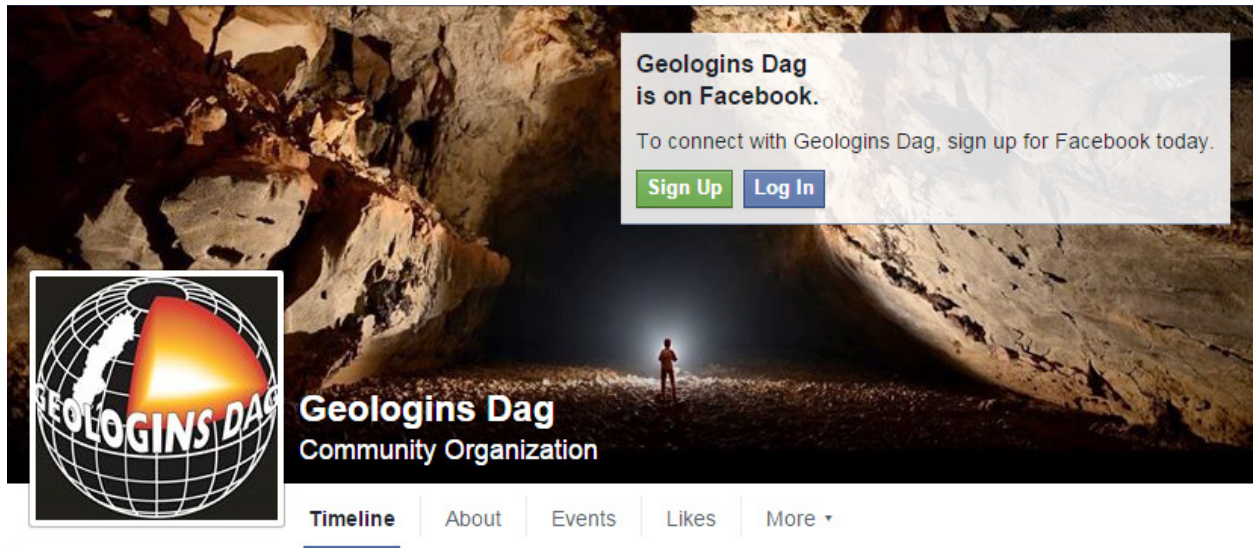 Geologins Dag
is on Facebook.
To connect with Geologins Dag, sign up for Facebook today.
Sign Up Log In
GEOLOGINS DAG
Geologins Dag
Community Organization
Timeline About Events Likes More